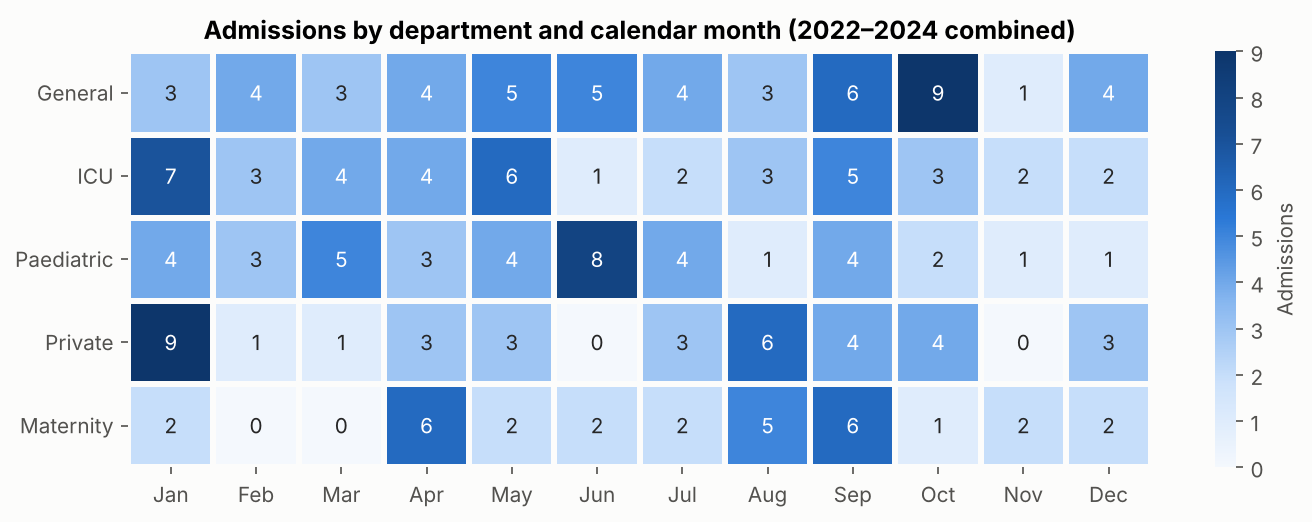 Admissions by department and calendar month (2022–2024 combined)
General 3 4 3 4 5 5 4 3 6 9 1 4
ICU 7 3 4 4 6 1 2 3 5 3 2 2
Paediatric 4 3 5 3 4 8 4 1 4 2 1 1
Private 9 1 1 3 3 0 3 6 4 4 0 3
Maternity 2 0 0 6 2 2 2 5 6 1 2 2
Jan Feb Mar Apr May Jun Jul Aug Sep Oct Nov Dec
9
8
7
6
5
4
3
2
1
0
Admissions